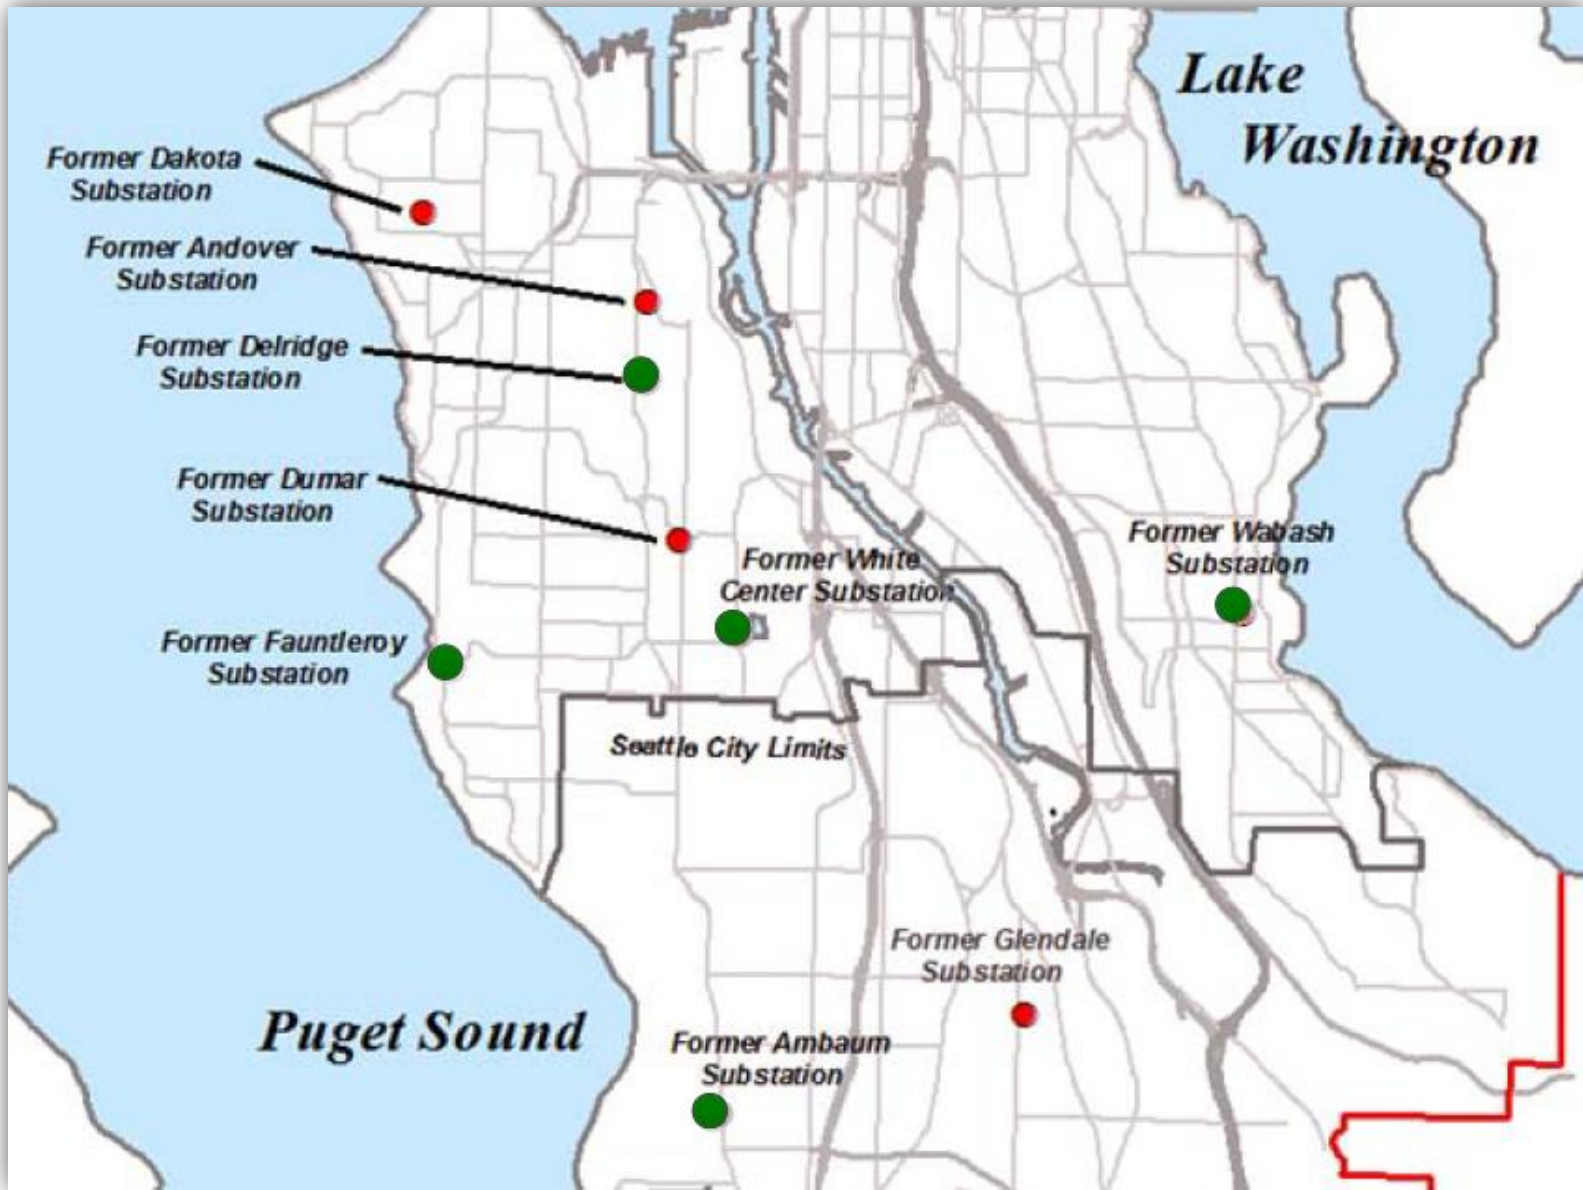 Lake
Washington
Former Dakota
Substation
Former Andover
Substation
Former Delridge
Substation
Former Dumar
Substation
Former White
Center Substation
Former Wabash
Substation
Former Fauntleroy
Substation
Seattle City Limits
Former Glendale
Substation
Puget Sound
Former Ambaum
Substation